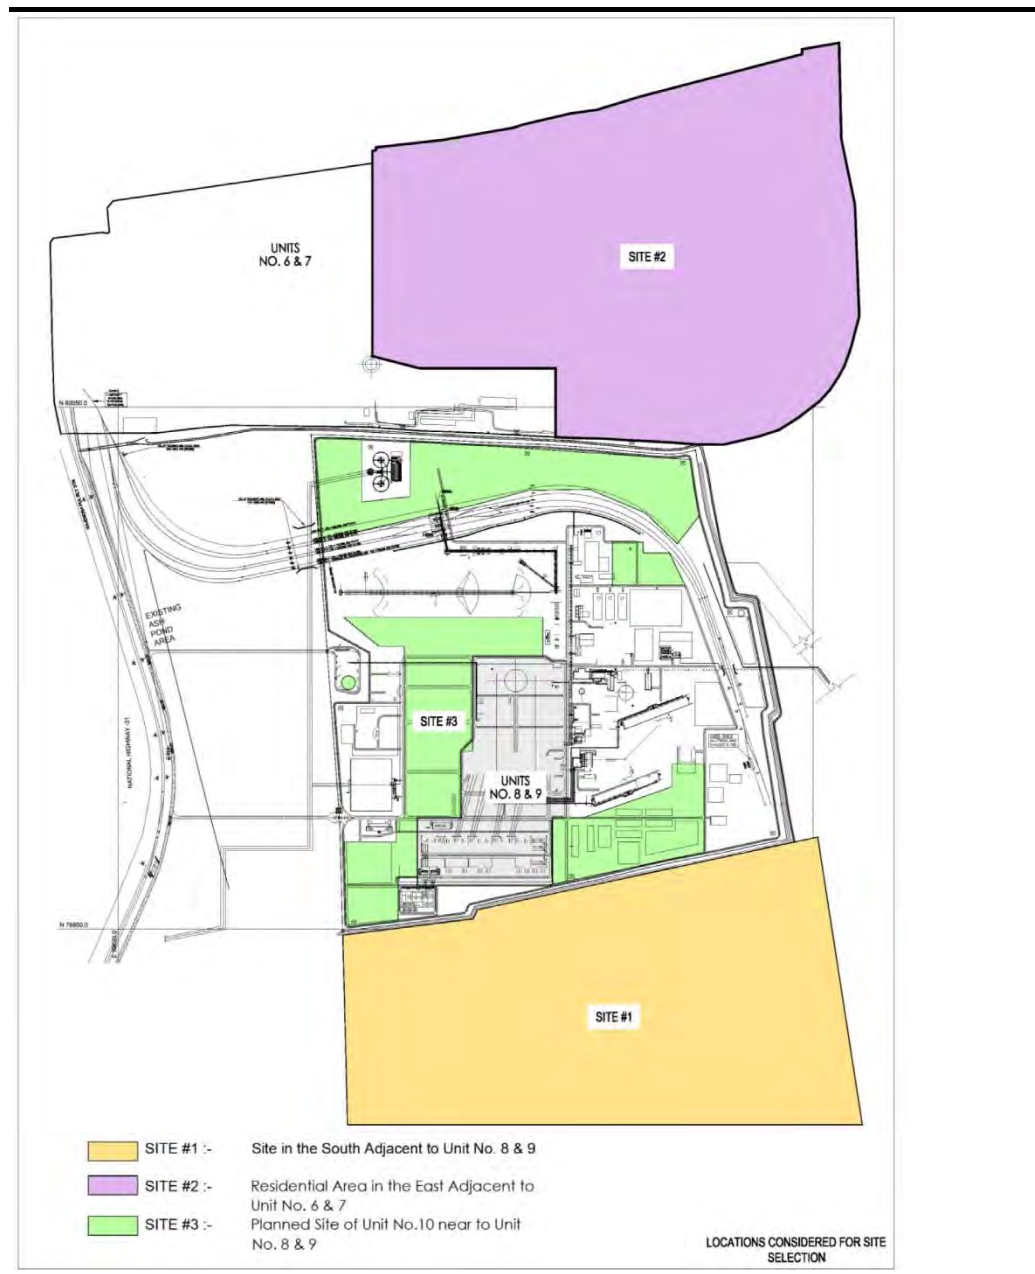 UNITS
NO. 6 & 7
SITE #2
N 80050.0
EXISTING
ASH
POND
AREA
NATIONAL HIGHWAY -01
SITE #3
UNITS
NO. 8 & 9
SITE #1
SITE #1 :- Site in the South Adjacent to Unit No. 8 & 9
SITE #2 :- Residential Area in the East Adjacent to
Unit No. 6 & 7
SITE #3 :- Planned Site of Unit No.10 near to Unit
No. 8 & 9
LOCATIONS CONSIDERED FOR SITE
SELECTION